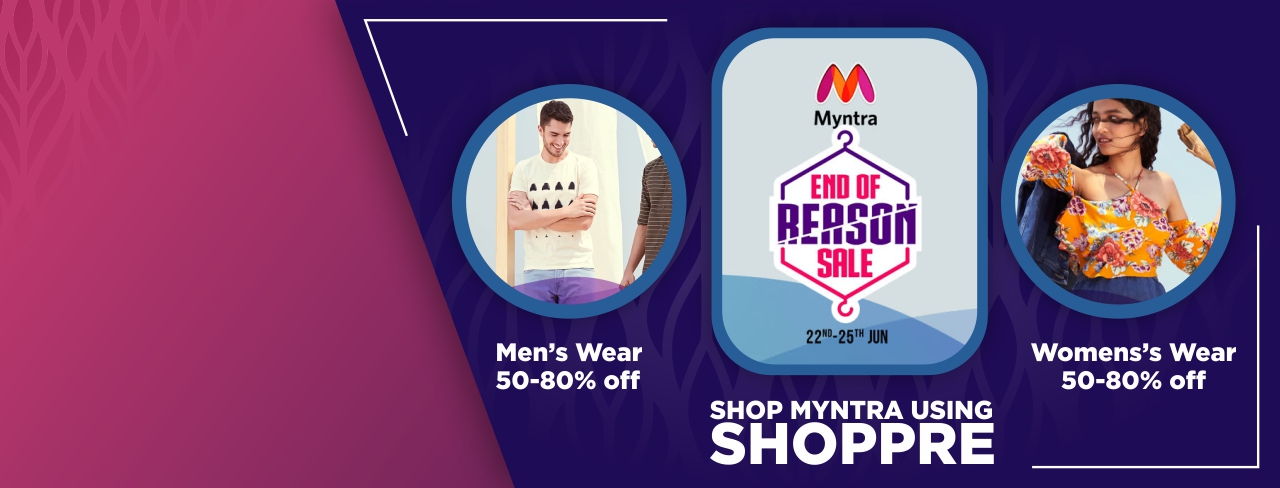 Myntra
END OF
REASON
SALE
22ND-25TH JUN
Men's Wear
50-80% off
Womens's Wear
50-80% off
SHOP MYNTRA USING
SHOPPRE